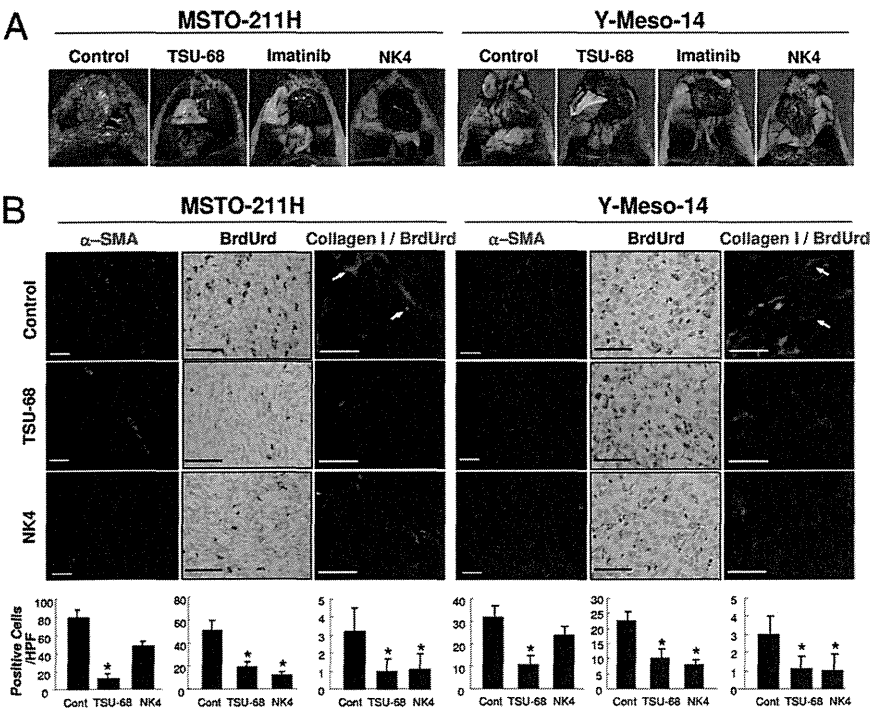 A
MSTO-211H Y-Meso-14
Control TSU-68 Imatinib NK4 Control TSU-68 Imatinib NK4
B
MSTO-211H Y-Meso-14
α–SMA BrdUrd Collagen I / BrdUrd α–SMA BrdUrd Collagen I / BrdUrd
Control
TSU-68
NK4
Positive Cells
/HPF
100
80
60
40
20
0
* 
Cont TSU-68 NK4
80
60
40
20
0
* *
Cont TSU-68 NK4
5
4
3
2
1
0
* *
Cont TSU-68 NK4
40
30
20
10
0
*
Cont TSU-68 NK4
25
20
15
10
5
0
* *
Cont TSU-68 NK4
5
4
3
2
1
0
* *
Cont TSU-68 NK4